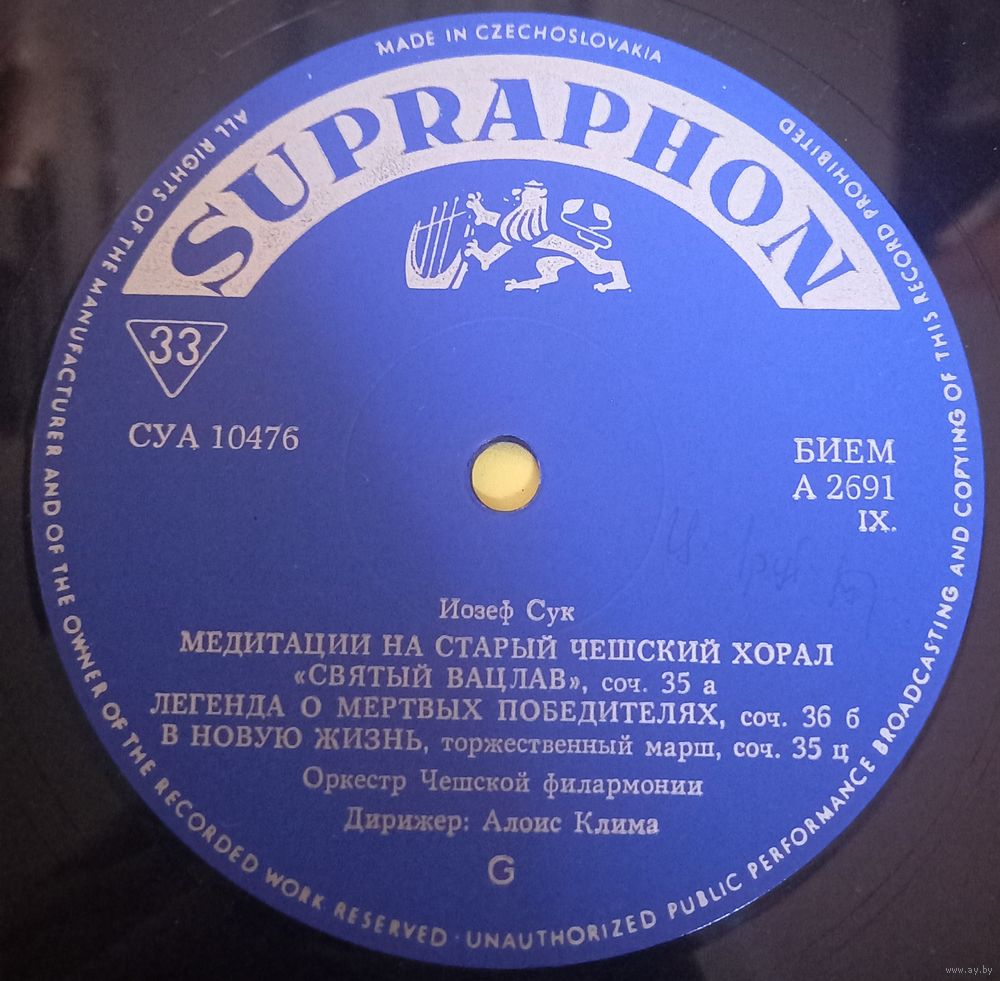 MADE IN CZECHOSLOVAKIA
ALL RIGHTS OF THE MANUFACTURER AND OF THE OWNER OF THE RECORDED WORK RESERVED · UNAUTHORIZED PUBLIC PERFORMANCE BROADCASTING AND COPYING OF THIS RECORD PROHIBITED
SUPRAPHON
33
СУА 10476
БИЕМ
А 2691
IX.
Иозеф Сук
МЕДИТАЦИИ НА СТАРЫЙ ЧЕШСКИЙ ХОРАЛ
«СВЯТЫЙ ВАЦЛАВ», соч. 35 а
ЛЕГЕНДА О МЕРТВЫХ ПОБЕДИТЕЛЯХ, соч. 36 б
В НОВУЮ ЖИЗНЬ, торжественный марш, соч. 35 ц
Оркестр Чешской филармонии
Дирижер: Алоис Клима
G
www.ay.by